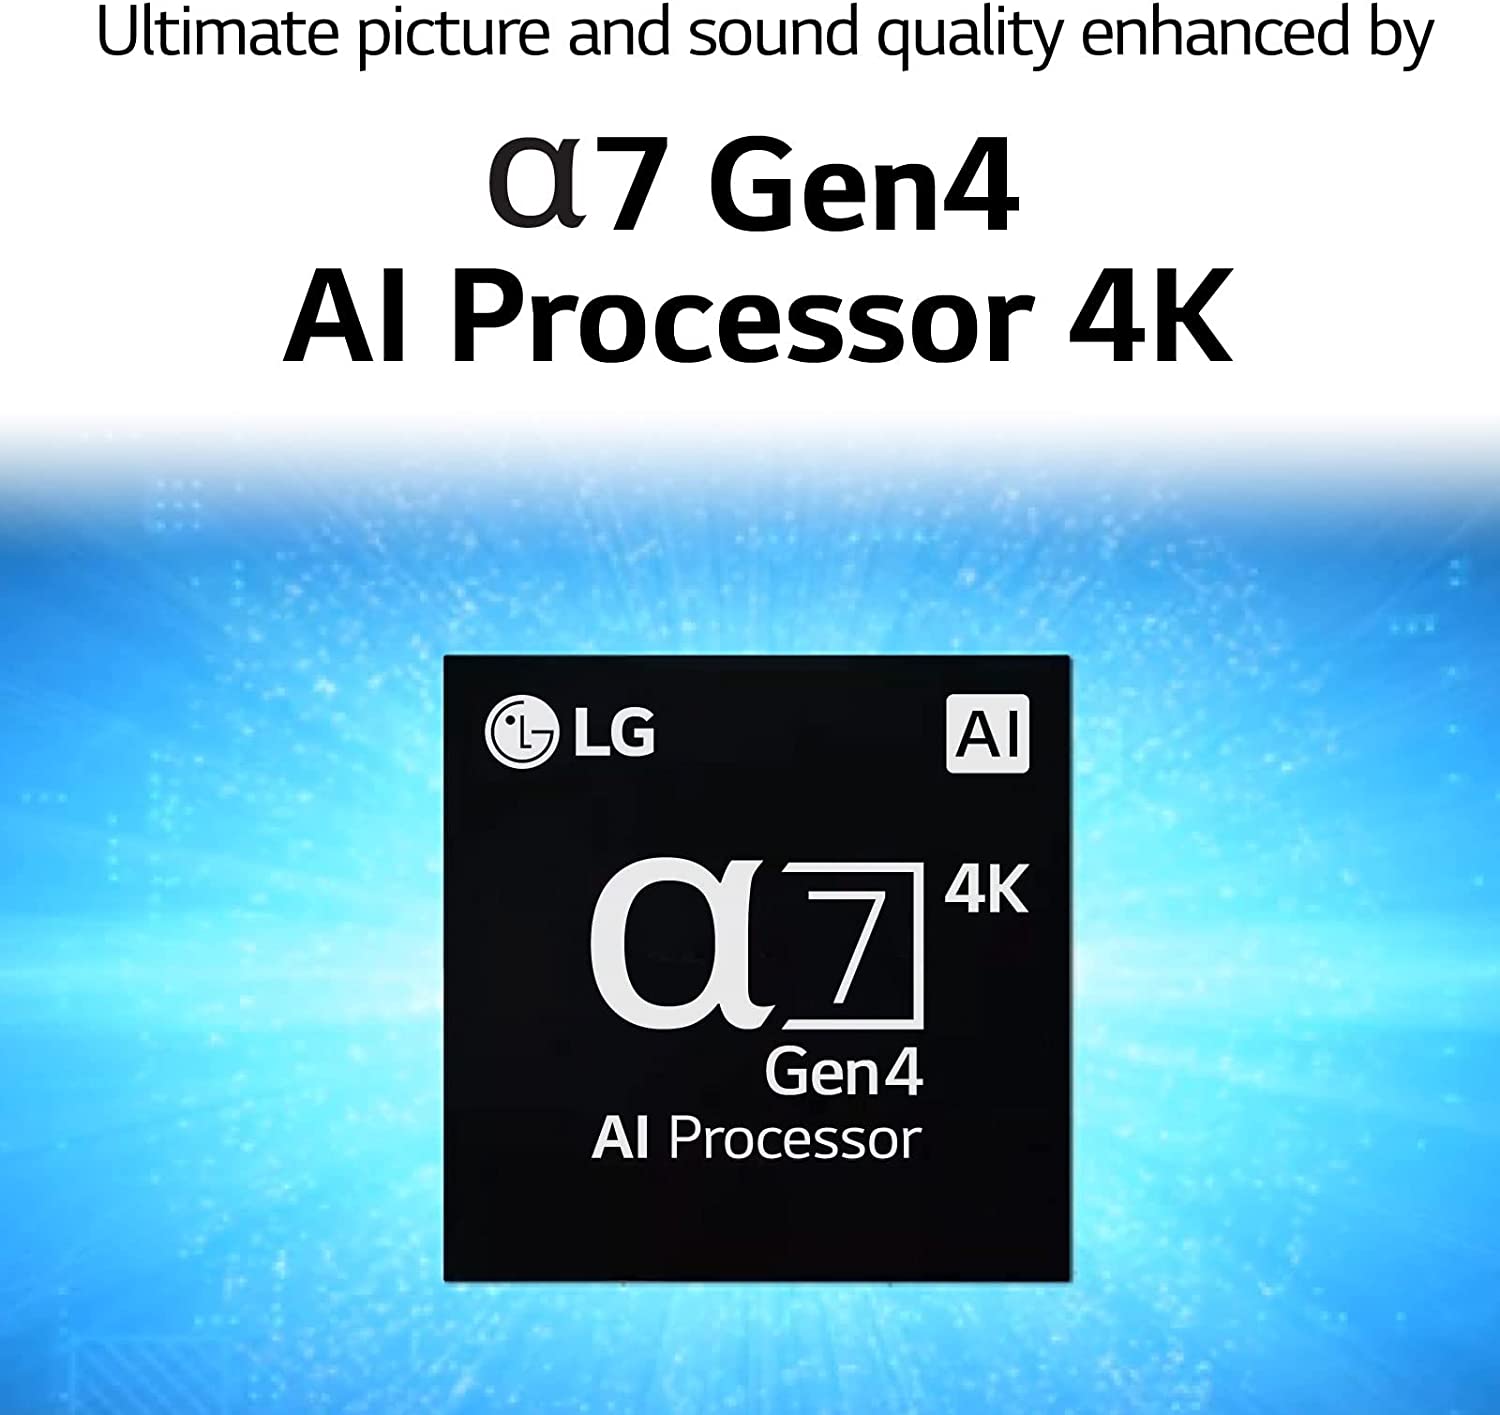 Ultimate picture and sound quality enhanced by
α7 Gen4
AI Processor 4K
LG
AI
α7 4K
Gen4
AI Processor